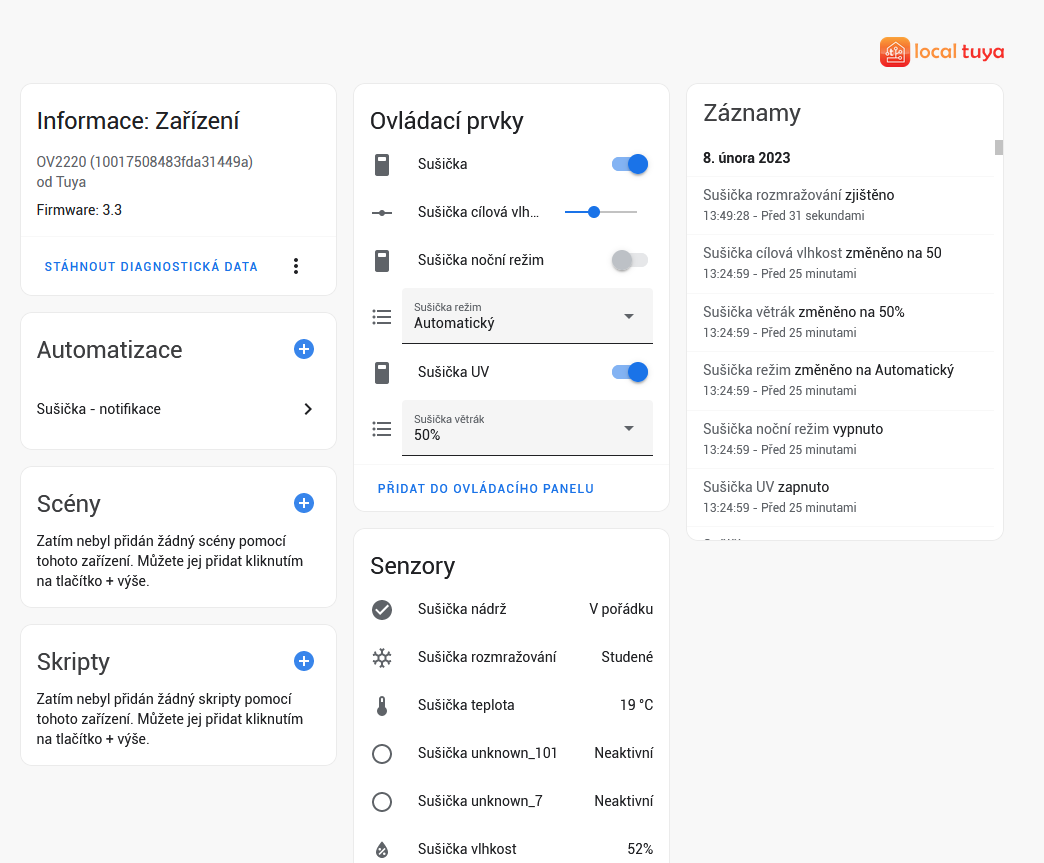 local tuya
Informace: Zařízení
OV2220 (10017508483fda31449a)
od Tuya
Firmware: 3.3
STÁHNOUT DIAGNOSTICKÁ DATA
Automatizace
Sušička - notifikace
Scény
Zatím nebyl přidán žádný scény pomocí
tohoto zařízení. Můžete jej přidat kliknutím
na tlačítko + výše.
Skripty
Zatím nebyl přidán žádný skripty pomocí
tohoto zařízení. Můžete jej přidat kliknutím
na tlačítko + výše.
Ovládací prvky
Sušička
Sušička cílová vlh...
Sušička noční režim
Sušička režim
Automatický
Sušička UV
Sušička větrák
50%
PŘIDAT DO OVLÁDACÍHO PANELU
Senzory
Sušička nádrž V pořádku
Sušička rozmražování Studené
Sušička teplota 19 °C
Sušička unknown_101 Neaktivní
Sušička unknown_7 Neaktivní
Sušička vlhkost 52%
Záznamy
8. února 2023
Sušička rozmražování zjištěno
13:49:28 - Před 31 sekundami
Sušička cílová vlhkost změněno na 50
13:24:59 - Před 25 minutami
Sušička větrák změněno na 50%
13:24:59 - Před 25 minutami
Sušička režim změněno na Automatický
13:24:59 - Před 25 minutami
Sušička noční režim vypnuto
13:24:59 - Před 25 minutami
Sušička UV zapnuto
13:24:59 - Před 25 minutami